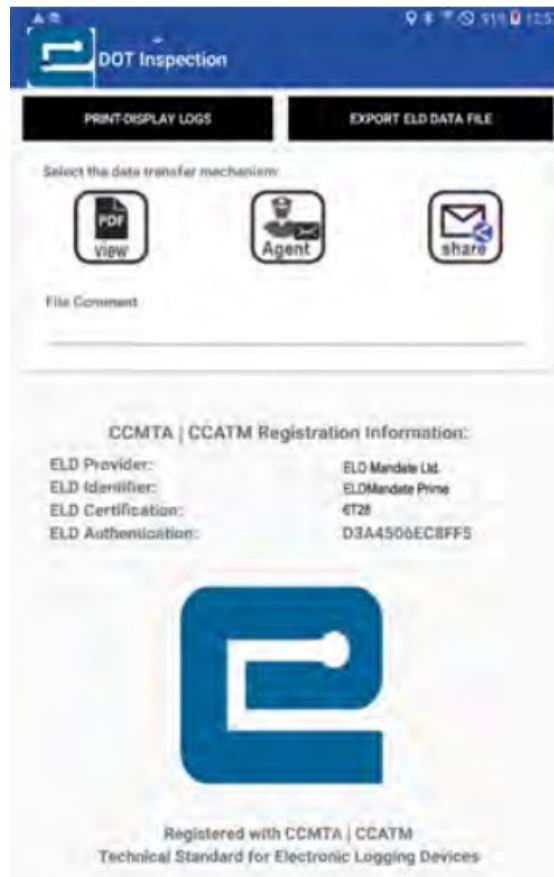 DOT Inspection
PRINT-DISPLAY LOGS
EXPORT ELD DATA FILE
Select the data transfer mechanism:
PDF
view
Agent
share
File Comment
CCMTA | CCATM Registration Information:
ELD Provider: ELD Mandate Ltd.
ELD Identifier: ELDMandate Prime
ELD Certification: 6T28
ELD Authentication: D3A4506EC8FF5
Registered with CCMTA | CCATM
Technical Standard for Electronic Logging Devices